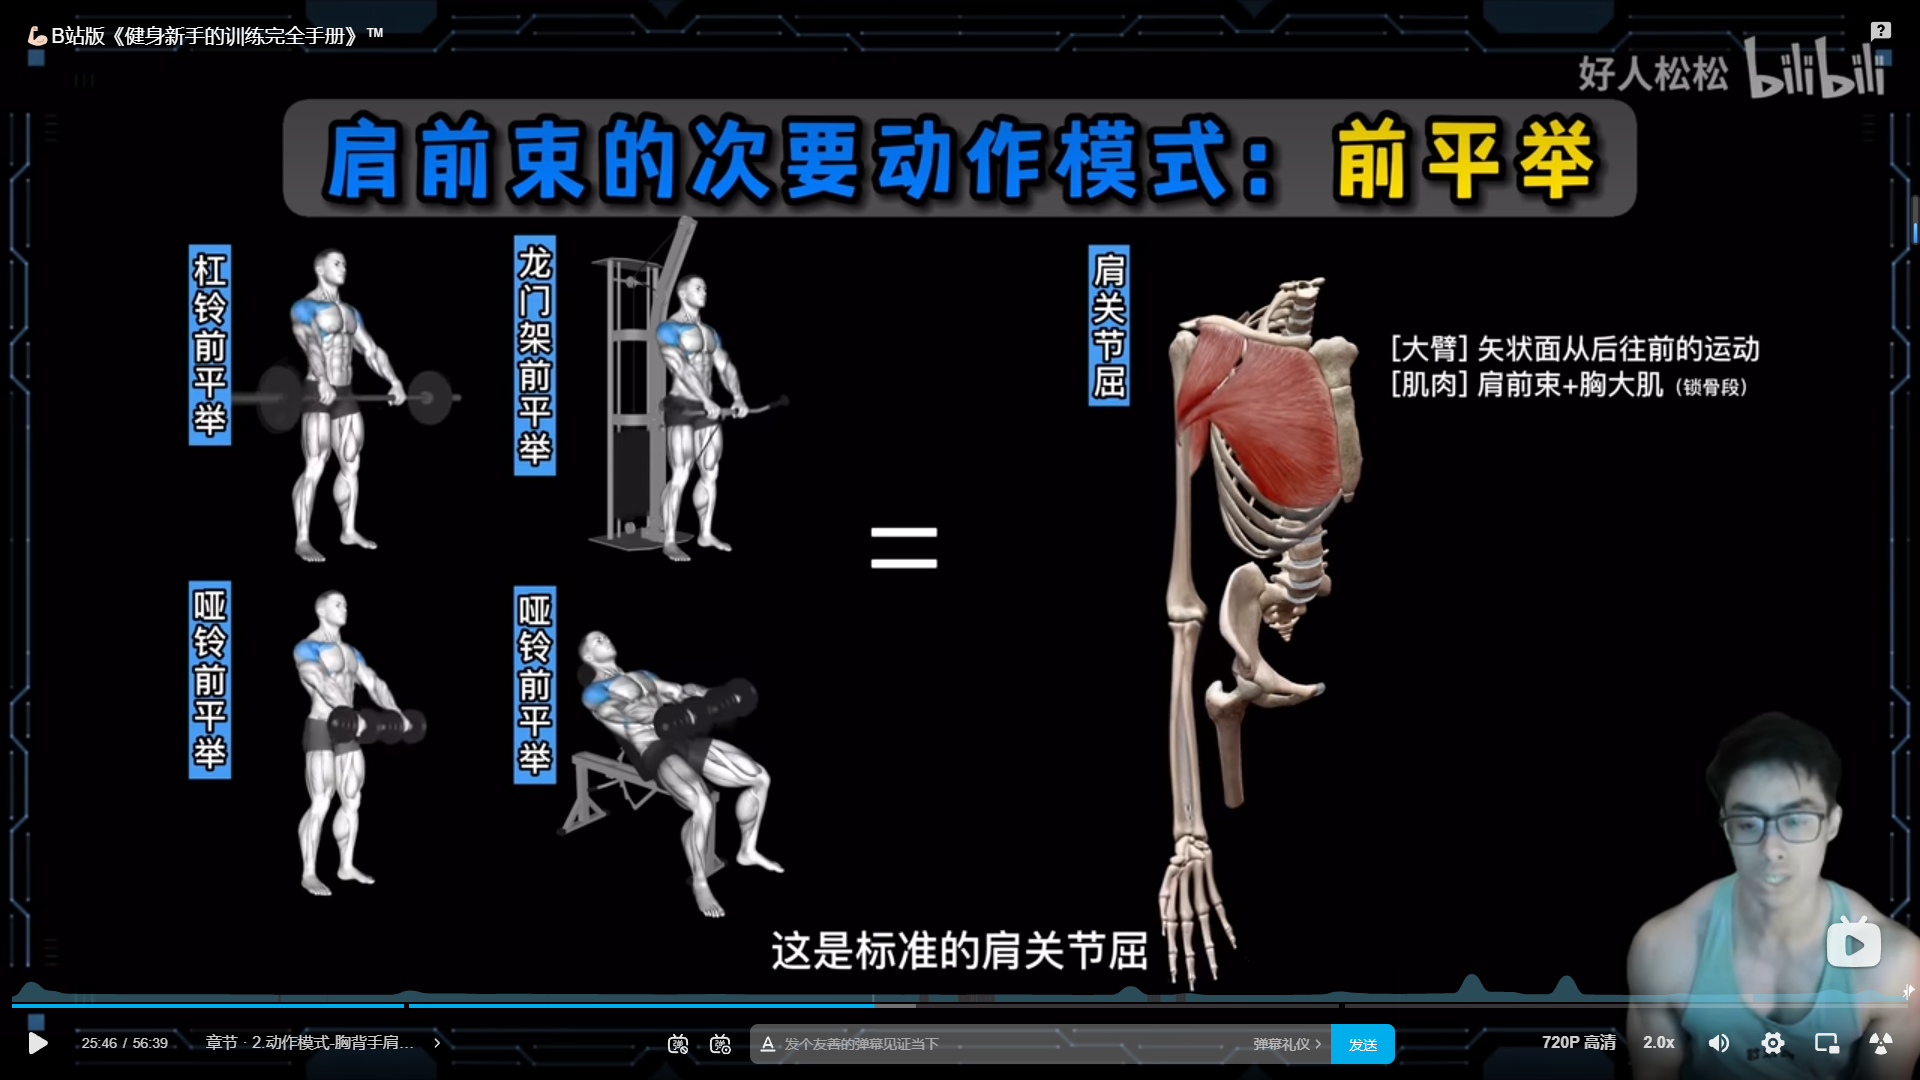 💪🏻B站版《健身新手的训练完全手册》™
好人松松 bilibili
肩前束的次要动作模式：前平举
杠铃前平举
龙门架前平举
肩关节屈
[大臂] 矢状面从后往前的运动
[肌肉] 肩前束+胸大肌（锁骨段）
=
哑铃前平举
哑铃前平举
这是标准的肩关节屈
25:46 / 56:39
章节 · 2.动作模式-胸背手肩... >
发个友善的弹幕见证当下
弹幕礼仪 >
发送
720P 高清
2.0x